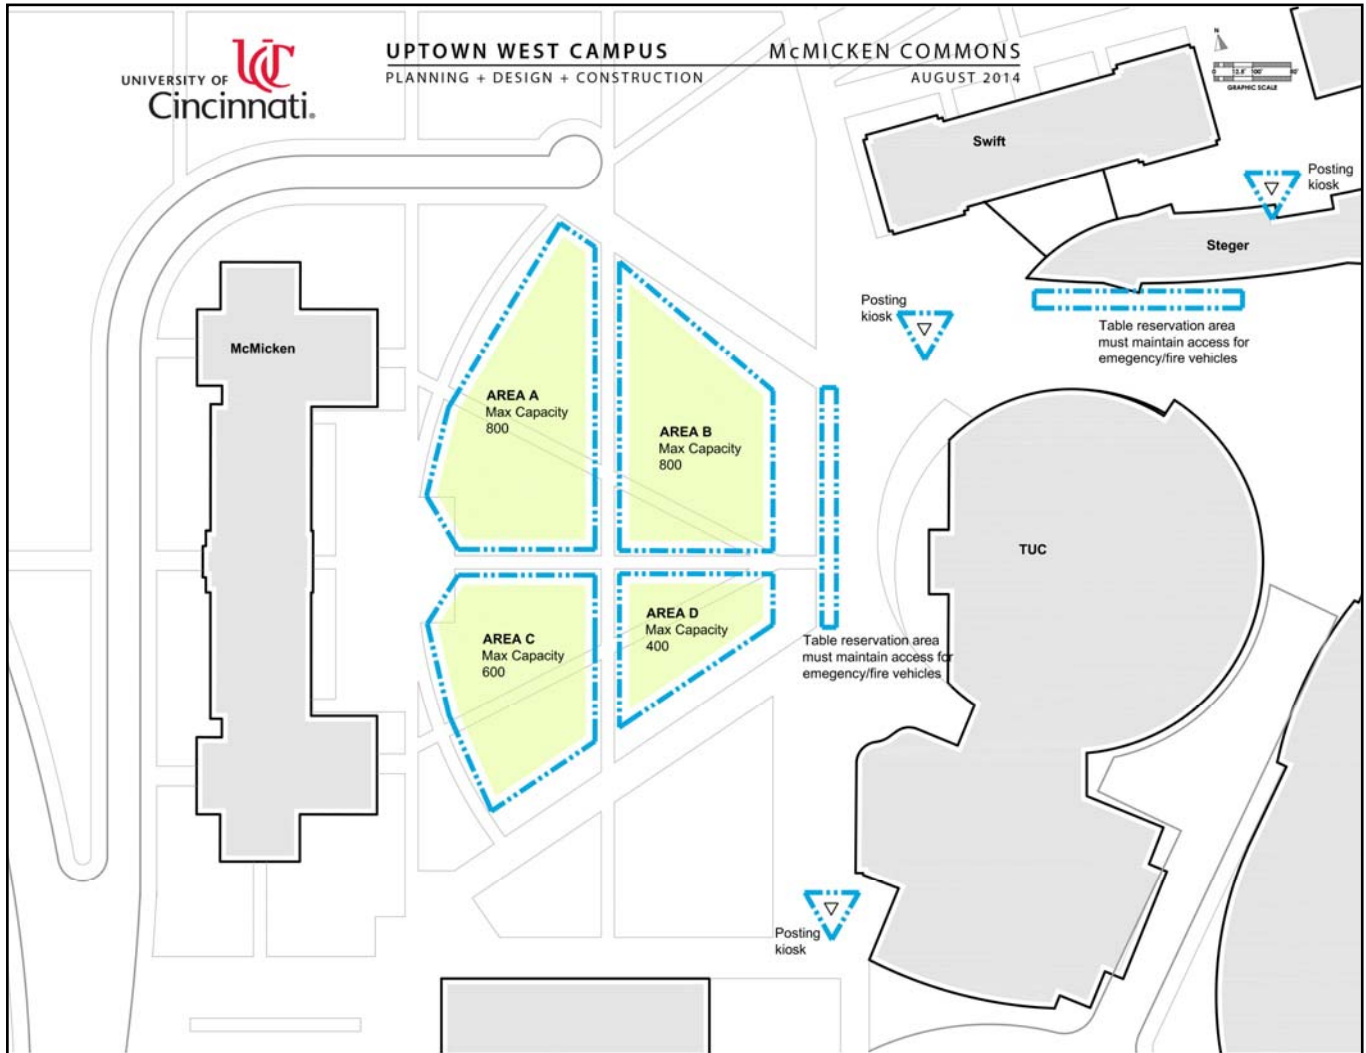 UNIVERSITY OF
Cincinnati.
UPTOWN WEST CAMPUS
McMICKEN COMMONS
PLANNING + DESIGN + CONSTRUCTION
AUGUST 2014
N
GRAPHIC SCALE
Swift
Posting
kiosk
Steger
Posting
kiosk
Table reservation area
must maintain access for
emegency/fire vehicles
McMicken
AREA A
Max Capacity
800
AREA B
Max Capacity
800
TUC
AREA C
Max Capacity
600
AREA D
Max Capacity
400
Table reservation area
must maintain access for
emegency/fire vehicles
Posting
kiosk